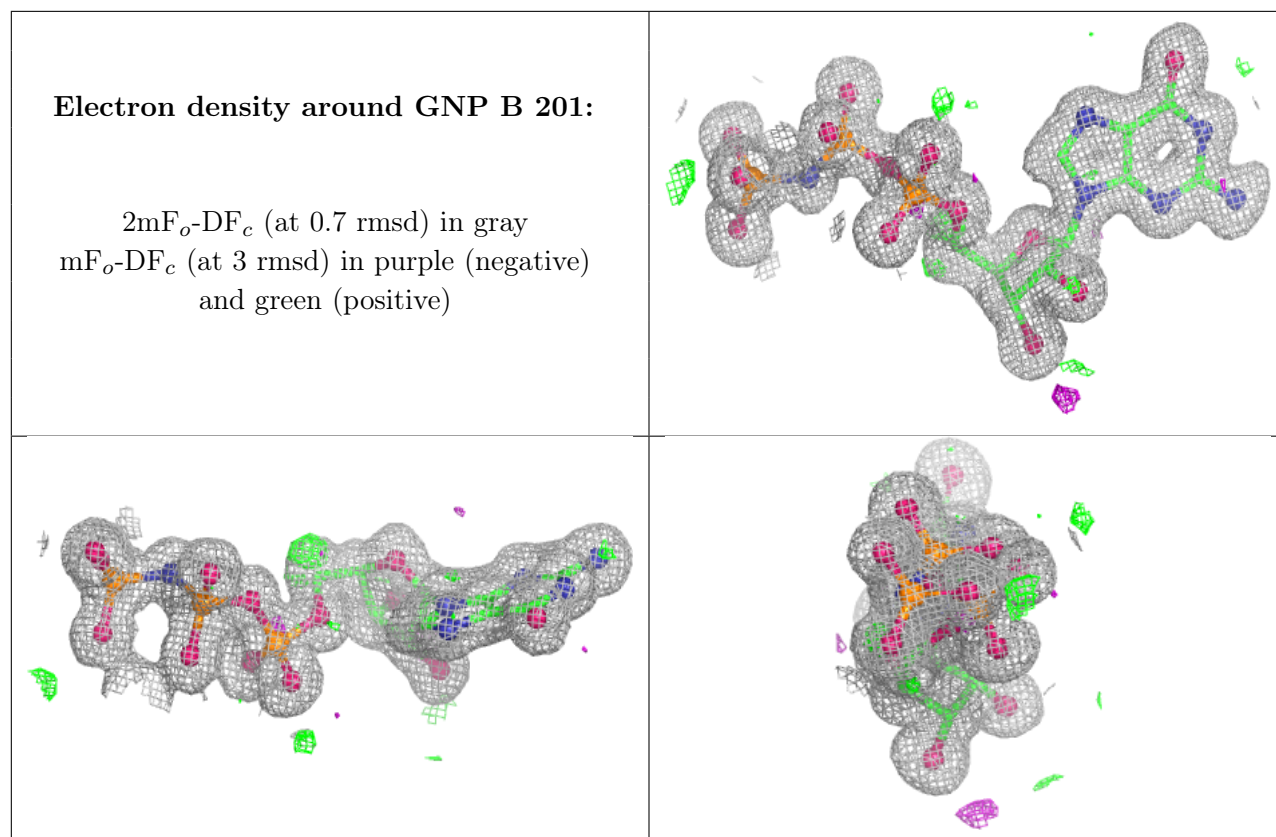 Electron density around GNP B 201:
2mFo-DFc (at 0.7 rmsd) in gray
mFo-DFc (at 3 rmsd) in purple (negative)
and green (positive)